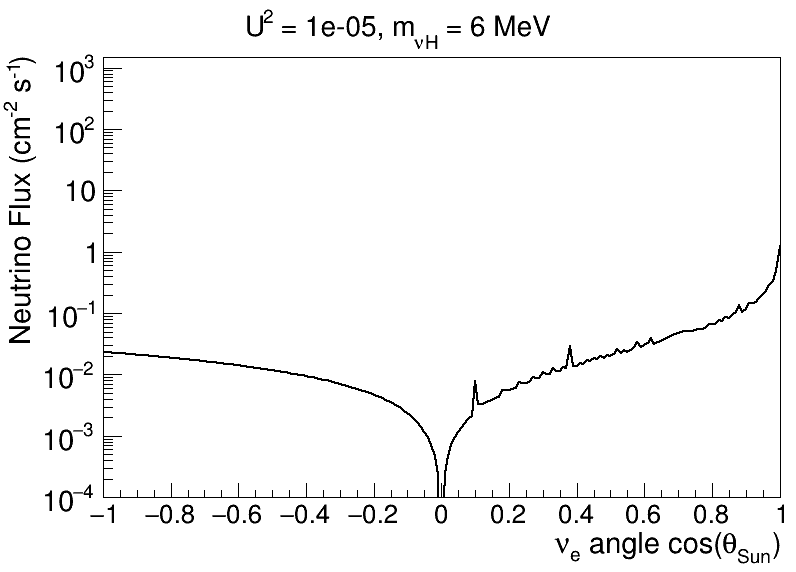 U² = 1e-05, m_νH = 6 MeV
Neutrino Flux (cm⁻² s⁻¹)
10³
10²
10
1
10⁻¹
10⁻²
10⁻³
10⁻⁴
−1 −0.8 −0.6 −0.4 −0.2 0 0.2 0.4 0.6 0.8 1
ν_e angle cos(θ_Sun)